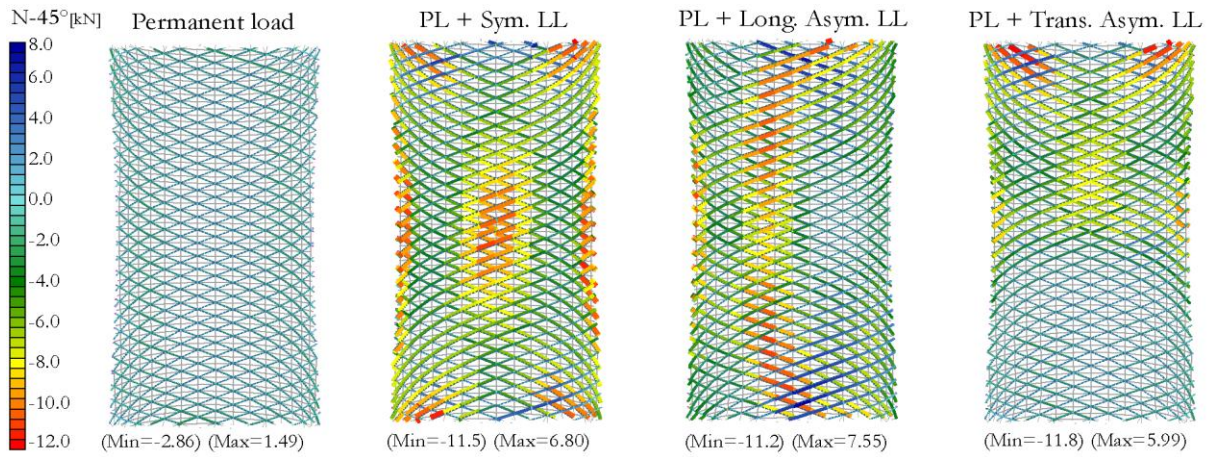 N-45°[kN]
Permanent load
PL + Sym. LL
PL + Long. Asym. LL
PL + Trans. Asym. LL
8.0
6.0
4.0
2.0
0.0
-2.0
-4.0
-6.0
-8.0
-10.0
-12.0
(Min=-2.86) (Max=1.49)
(Min=-11.5) (Max=6.80)
(Min=-11.2) (Max=7.55)
(Min=-11.8) (Max=5.99)